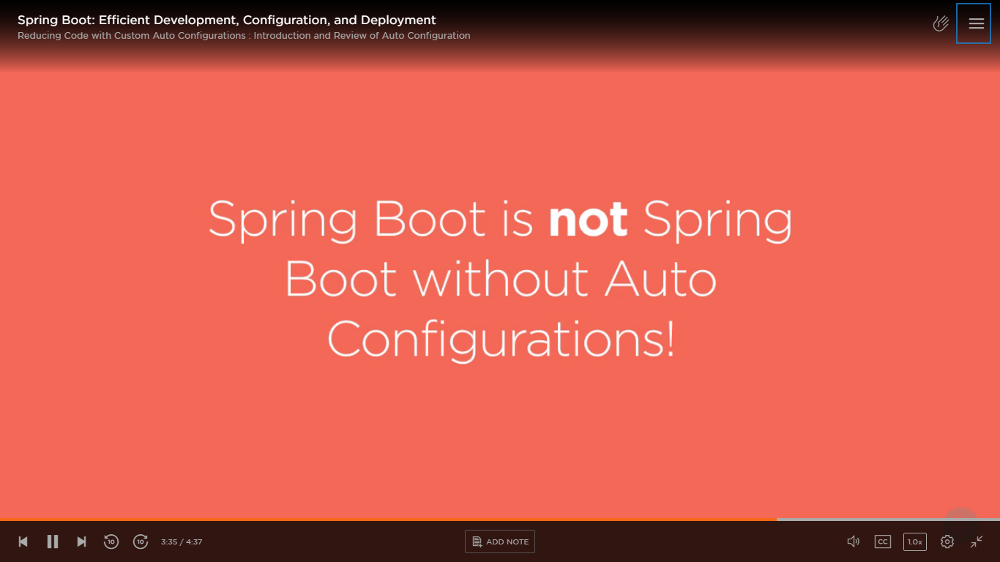 Spring Boot: Efficient Development, Configuration, and Deployment
Reducing Code with Custom Auto Configurations : Introduction and Review of Auto Configuration
Spring Boot is not Spring
Boot without Auto
Configurations!
10
10
3:35 / 4:37
ADD NOTE
CC
1.0x